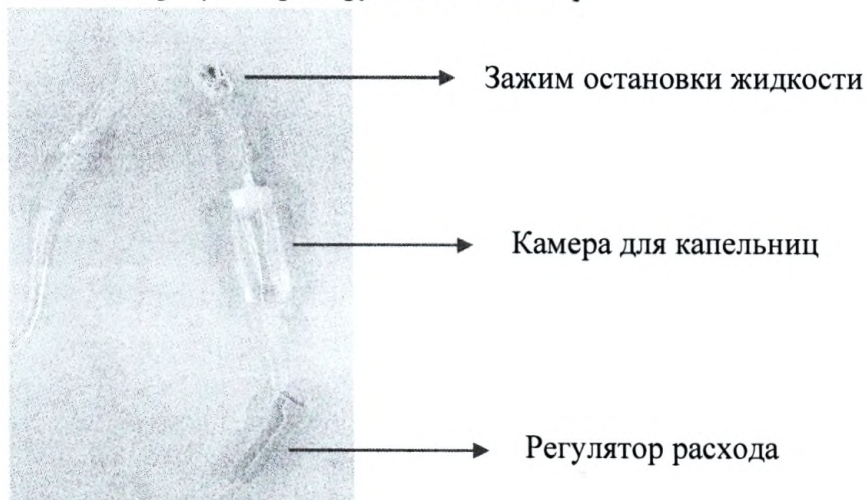 Зажим остановки жидкости
Камера для капельниц
Регулятор расхода